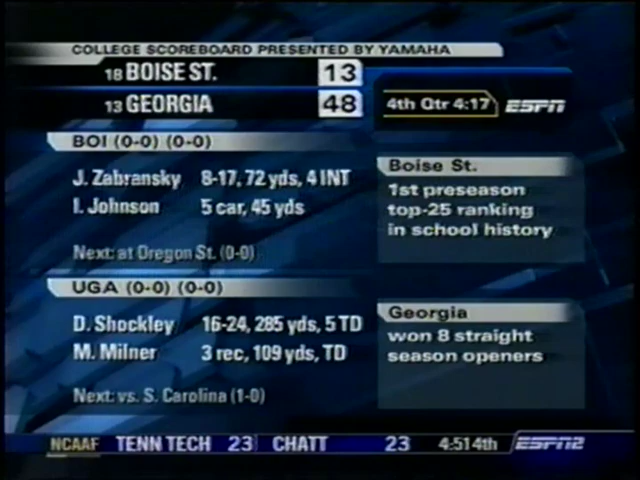 COLLEGE SCOREBOARD PRESENTED BY YAMAHA
18 BOISE ST. 13
13 GEORGIA 48
4th Qtr 4:17 ESPN
BOI (0-0) (0-0)
J. Zabransky 8-17, 72 yds, 4 INT
I. Johnson 5 car, 45 yds
Next: at Oregon St. (0-0)
Boise St.
1st preseason
top-25 ranking
in school history
UGA (0-0) (0-0)
D. Shockley 16-24, 285 yds, 5 TD
M. Milner 3 rec, 109 yds, TD
Next: vs. S. Carolina (1-0)
Georgia
won 8 straight
season openers
NCAAF TENN TECH 23 CHATT 23 4:51 4th ESPN2